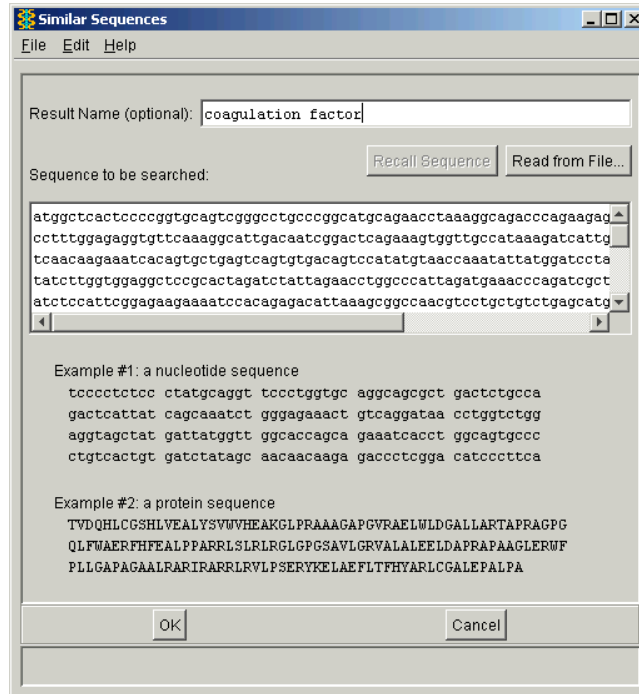 Similar Sequences
File Edit Help
Result Name (optional): coagulation factor
Recall Sequence Read from File...
Sequence to be searched:
atggctcactccccggtgcagtcgggcctgcccggcatgcagaacctaaaggcagacccagaagag
cctttggagaggtgttcaaaggcattgacaatcggactcagaaagtggttgccataaagatcattg
tcaacaagaaatcacagtgctgagtcagtgtgacagtccatatgtaaccaaatattatggatccta
tatcttggtggaggctccgcactagatctattagaacctggcccattagatgaaacccagatcgct
atctccattcggagaagaaaatccacagagacattaaagcggccaacgtcctgctgtctgagcatg
Example #1: a nucleotide sequence
tcccctctcc ctatgcaggt tccctggtgc aggcagcgct gactctgcca
gactcattat cagcaaatct gggagaaact gtcaggataa cctggtctgg
aggtagctat gattatggtt ggcaccagca gaaatcacct ggcagtgccc
ctgtcactgt gatctatagc aacaacaaga gaccctcgga catcccttca
Example #2: a protein sequence
TVDQHLCGSHLVEALYSVWVHEAKGLPRAAAGAPGVRAELWLDGALLARTAPRAGPG
QLFWAERFHFEALPPARRLSLRLRGLGPGSAVLGRVALALEELDAPRAPAAGLERWF
PLLGAPAGAALRARIRARRLRVLPSERYKELAEFLTFHYARLCGALEPALPA
OK Cancel